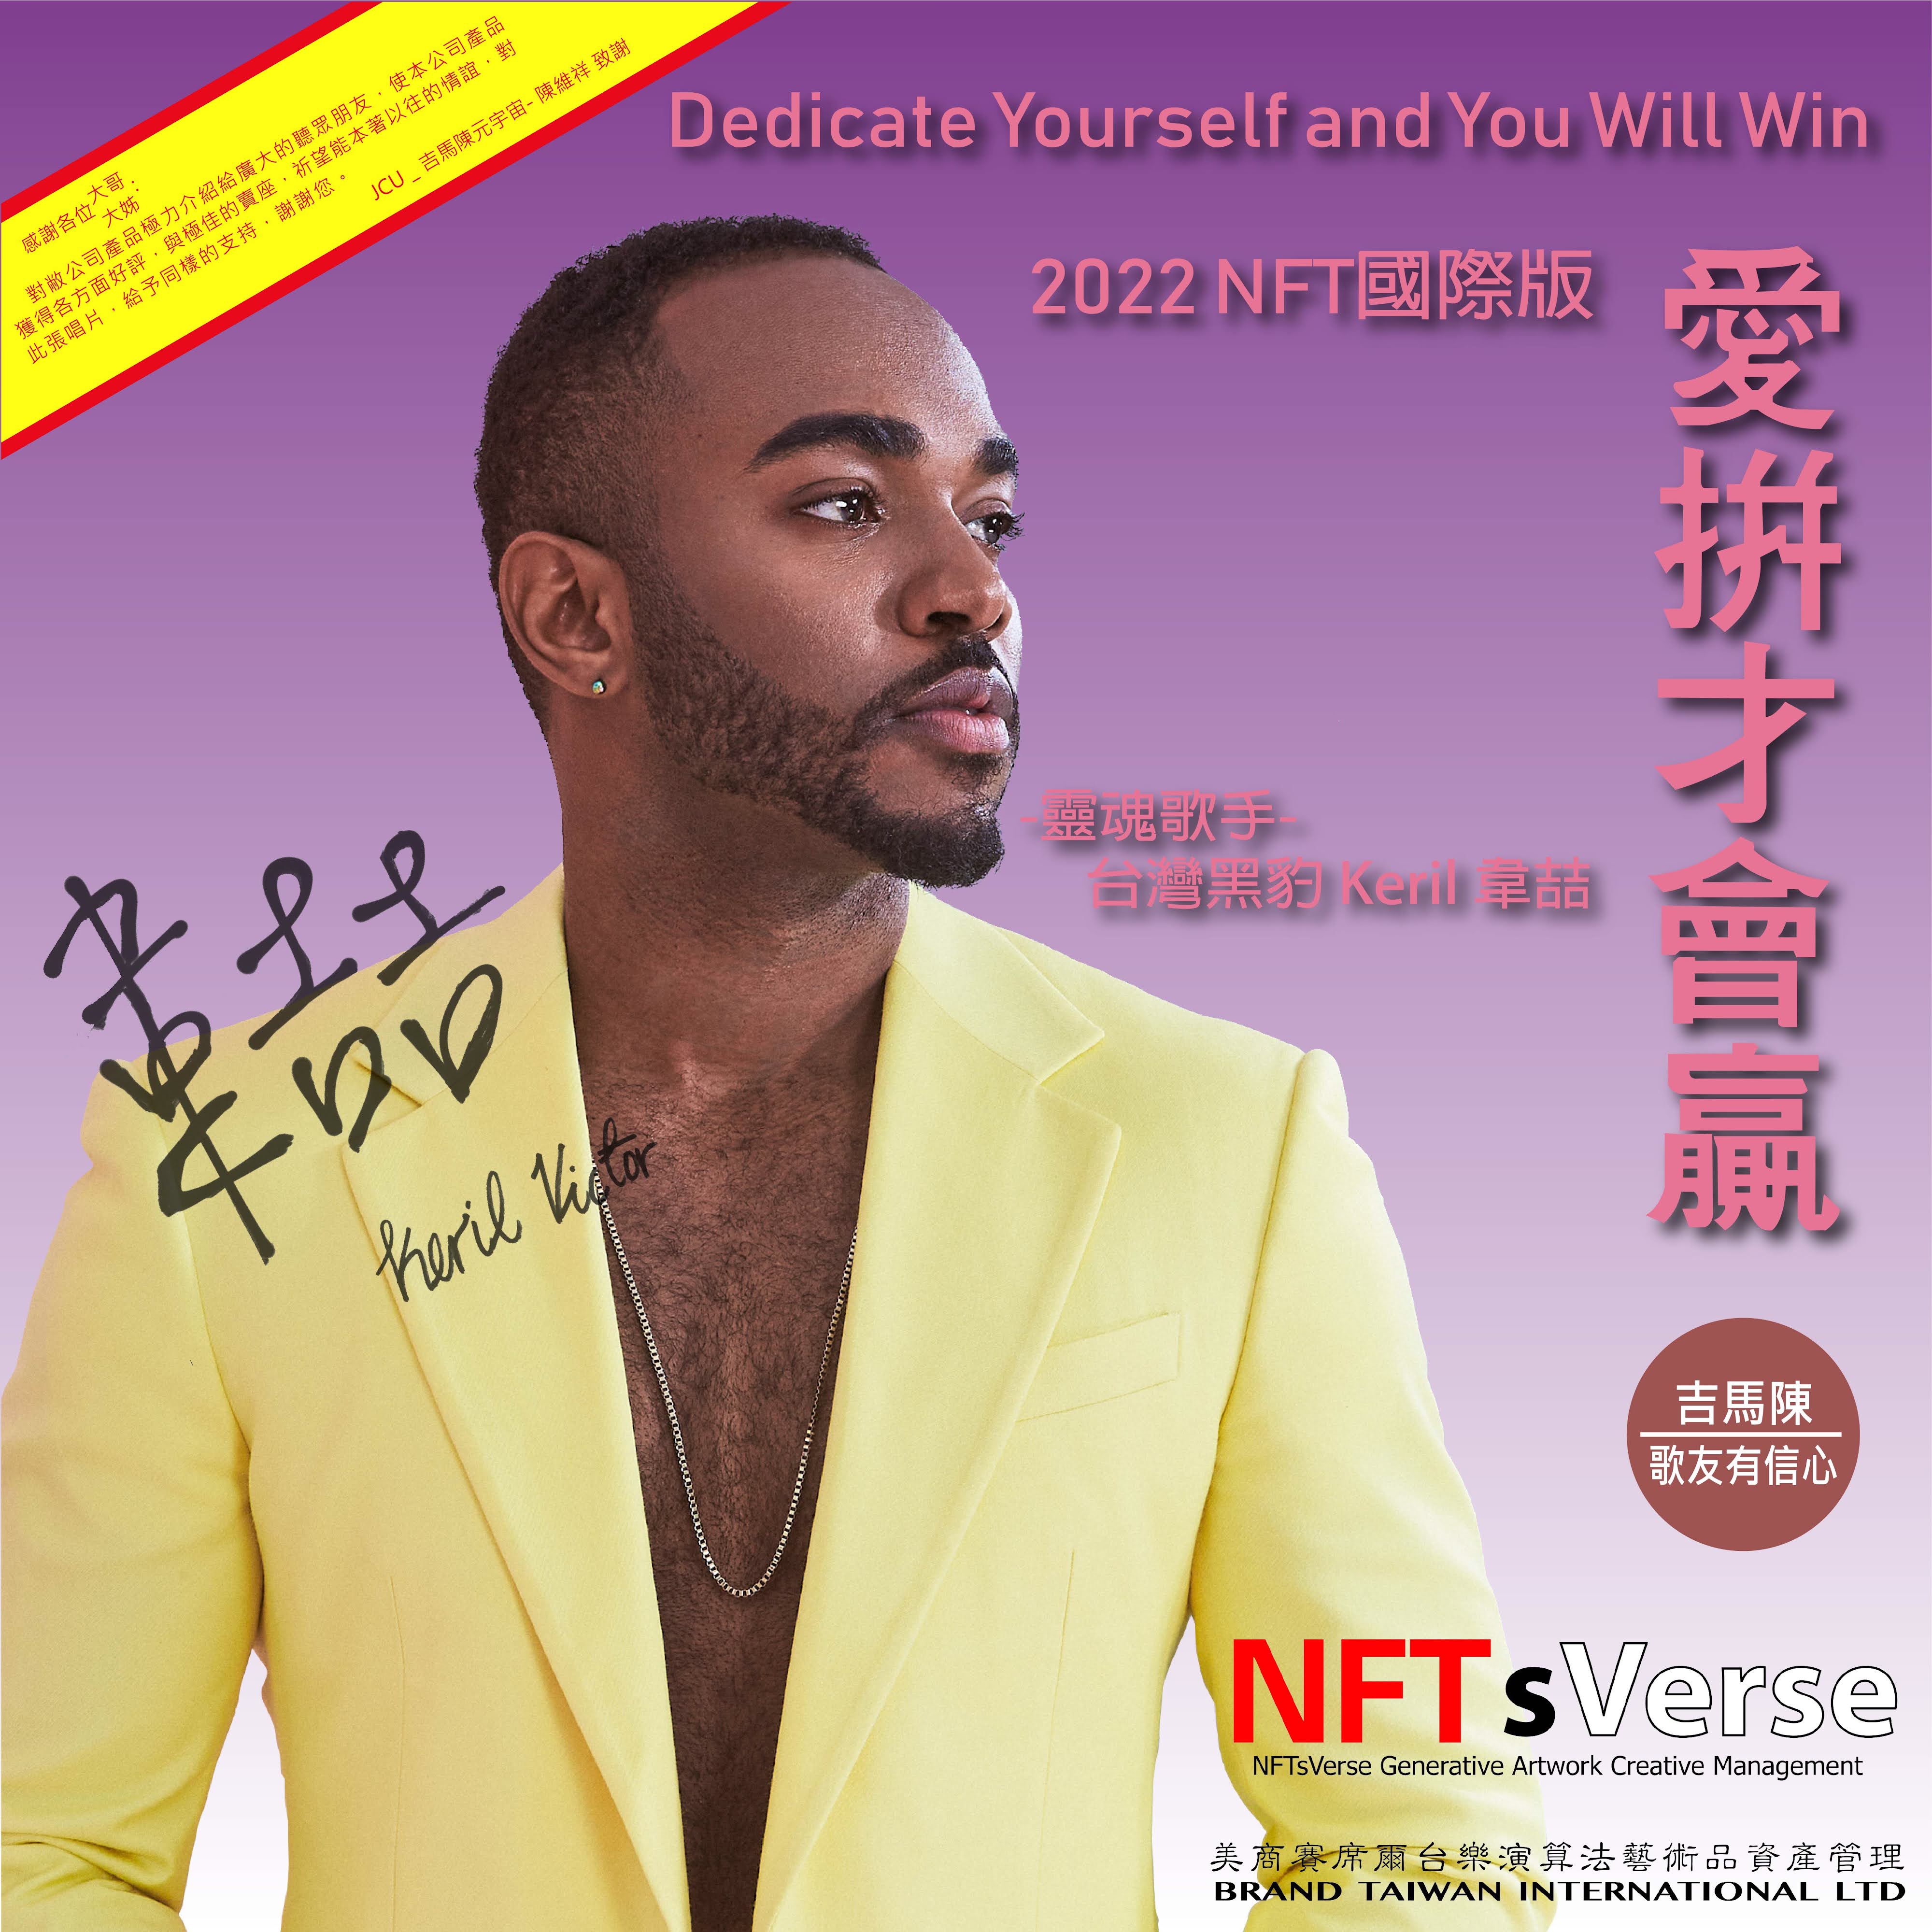 感謝各位大哥.大姊:
對敝公司產品極力介紹給廣大的聽眾朋友，使本公司產品
獲得各方面好評，與極佳的賣座，祈望能本著以往的情誼，對
此張唱片，給予同樣的支持，謝謝您。
JCU _ 吉馬陳元宇宙- 陳維祥 致謝
Dedicate Yourself and You Will Win
2022 NFT國際版
愛拚才會贏
-靈魂歌手-
台灣黑豹 Keril 韋喆
韋喆
Keril Victor
吉馬陳
歌友有信心
NFTsVerse
NFTsVerse Generative Artwork Creative Management
美商賽席爾台樂演算法藝術品資產管理
BRAND TAIWAN INTERNATIONAL LTD